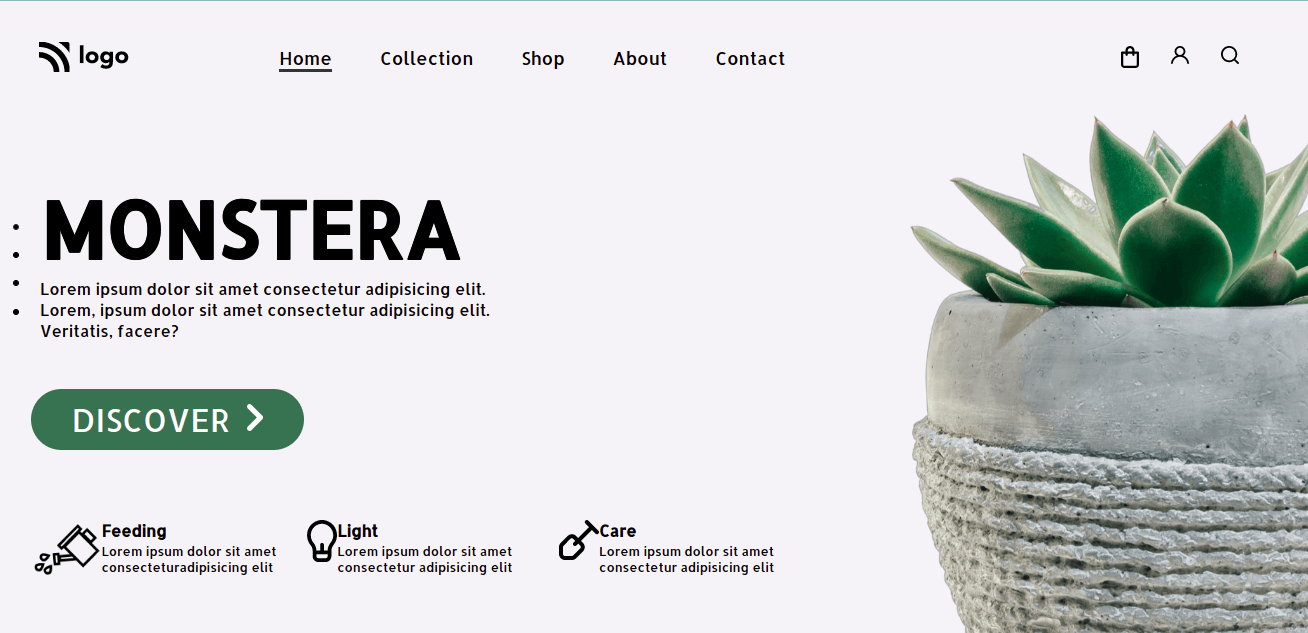 logo
Home Collection Shop About Contact
MONSTERA
Lorem ipsum dolor sit amet consectetur adipisicing elit.
Lorem, ipsum dolor sit amet consectetur adipisicing elit.
Veritatis, facere?
DISCOVER
Feeding
Lorem ipsum dolor sit amet
consecteturadipisicing elit
Light
Lorem ipsum dolor sit amet
consectetur adipisicing elit
Care
Lorem ipsum dolor sit amet
consectetur adipisicing elit